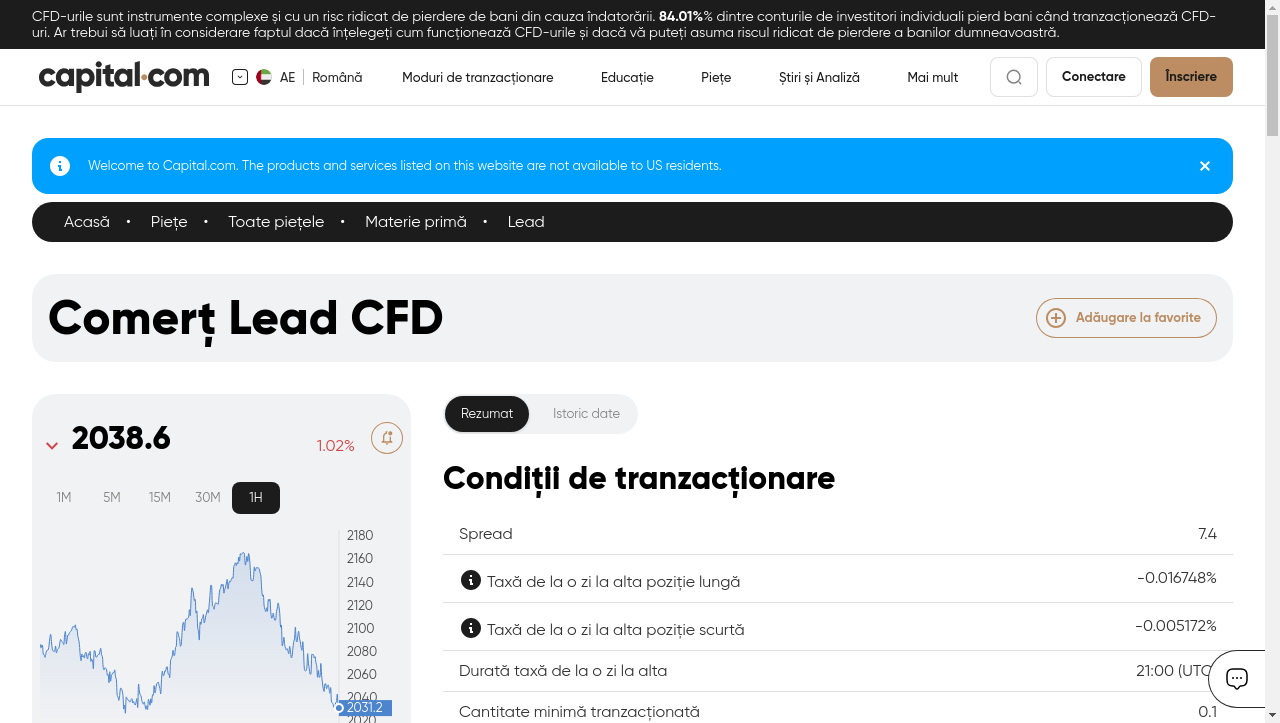 CFD-urile sunt instrumente complexe și cu un risc ridicat de pierdere de bani din cauza îndatorării. 84.01%% dintre conturile de investitori individuali pierd bani când tranzacționează CFD-
uri. Ar trebui să luați în considerare faptul dacă înțelegeți cum funcționează CFD-urile și dacă vă puteți asuma riscul ridicat de pierdere a banilor dumneavoastră.
capital.com AE Română Moduri de tranzacționare Educație Piețe Știri și Analiză Mai mult Conectare Înscriere
Welcome to Capital.com. The products and services listed on this website are not available to US residents.
Acasă • Piețe • Toate piețele • Materie primă • Lead
Comerț Lead CFD
Adăugare la favorite
2038.6
1.02%
1M 5M 15M 30M 1H
2180
2160
2140
2120
2100
2080
2060
2040
2031.2
2020
Rezumat Istoric date
Condiții de tranzacționare
Spread 7.4
Taxă de la o zi la alta poziție lungă -0.016748%
Taxă de la o zi la alta poziție scurtă -0.005172%
Durată taxă de la o zi la alta 21:00 (UTC)
Cantitate minimă tranzacționată 0.1